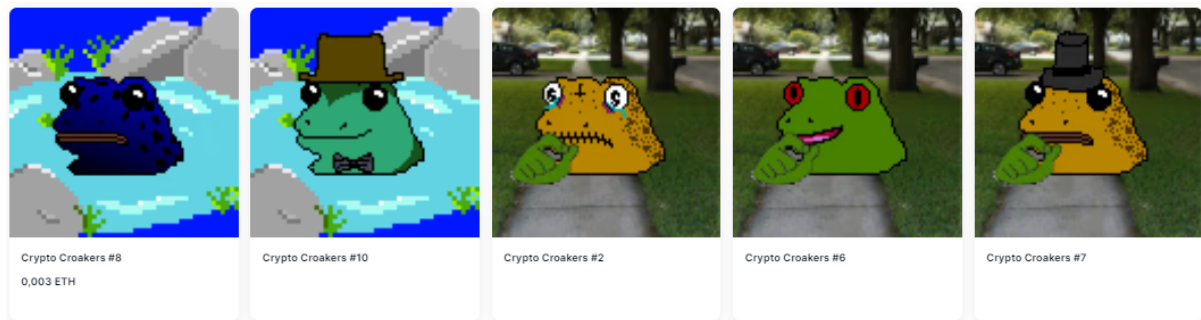 Crypto Croakers #8
0,003 ETH
Crypto Croakers #10
Crypto Croakers #2
Crypto Croakers #6
Crypto Croakers #7